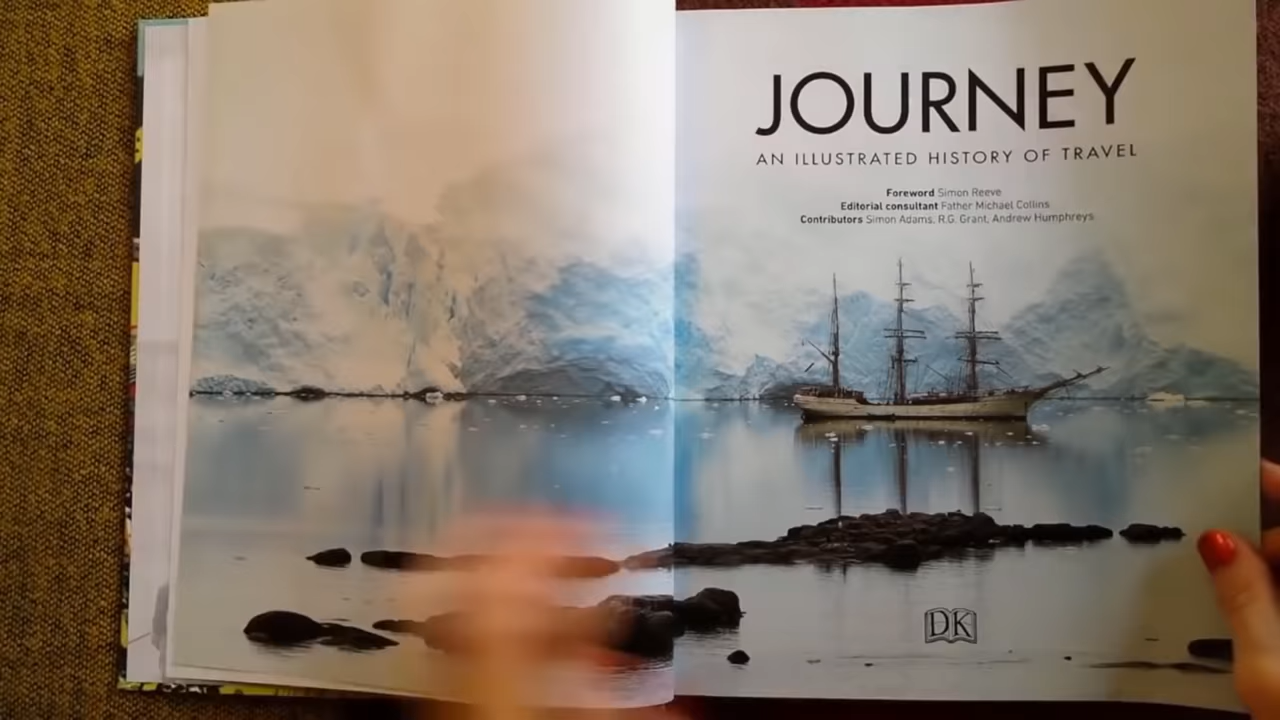 JOURNEY
AN ILLUSTRATED HISTORY OF TRAVEL
Foreword Simon Reeve
Editorial consultant Father Michael Collins
Contributors Simon Adams, R.G. Grant, Andrew Humphreys
DK